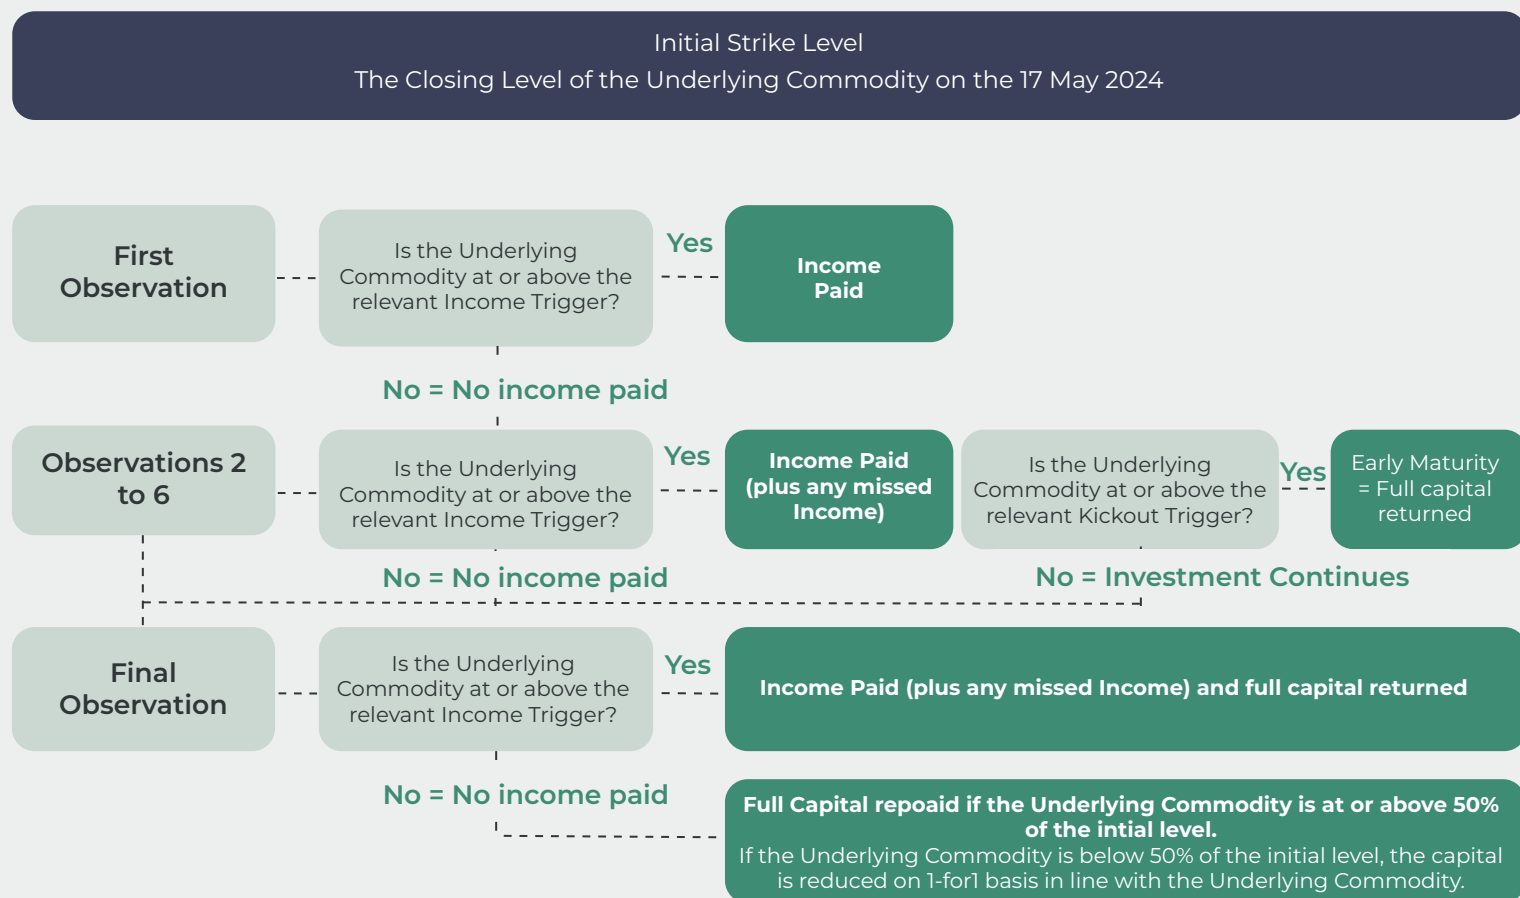 Initial Strike Level
The Closing Level of the Underlying Commodity on the 17 May 2024
First
Observation
Is the Underlying
Commodity at or above the
relevant Income Trigger?
Yes
Income
Paid
No = No income paid
Observations 2
to 6
Is the Underlying
Commodity at or above the
relevant Income Trigger?
Yes
Income Paid
(plus any missed
Income)
Is the Underlying
Commodity at or above the
relevant Kickout Trigger?
Yes
Early Maturity
= Full capital
returned
No = No income paid
No = Investment Continues
Final
Observation
Is the Underlying
Commodity at or above the
relevant Income Trigger?
Yes
Income Paid (plus any missed Income) and full capital returned
No = No income paid
Full Capital repoaid if the Underlying Commodity is at or above 50%
of the intial level.
If the Underlying Commodity is below 50% of the initial level, the capital
is reduced on 1-for1 basis in line with the Underlying Commodity.